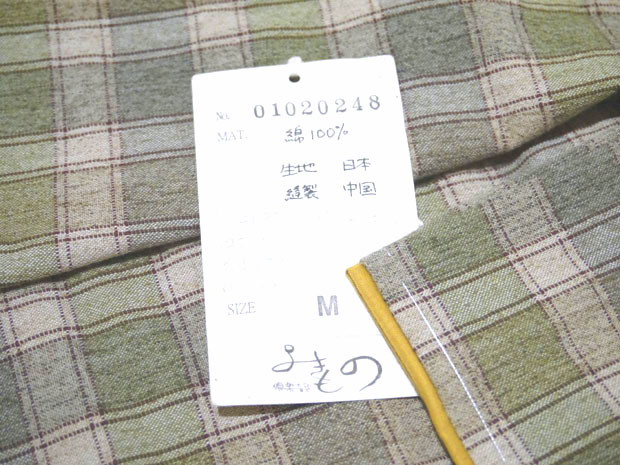 No. 01020248
MAT. 綿100%
生地 日本
縫製 中国
SIZE M
よきもの